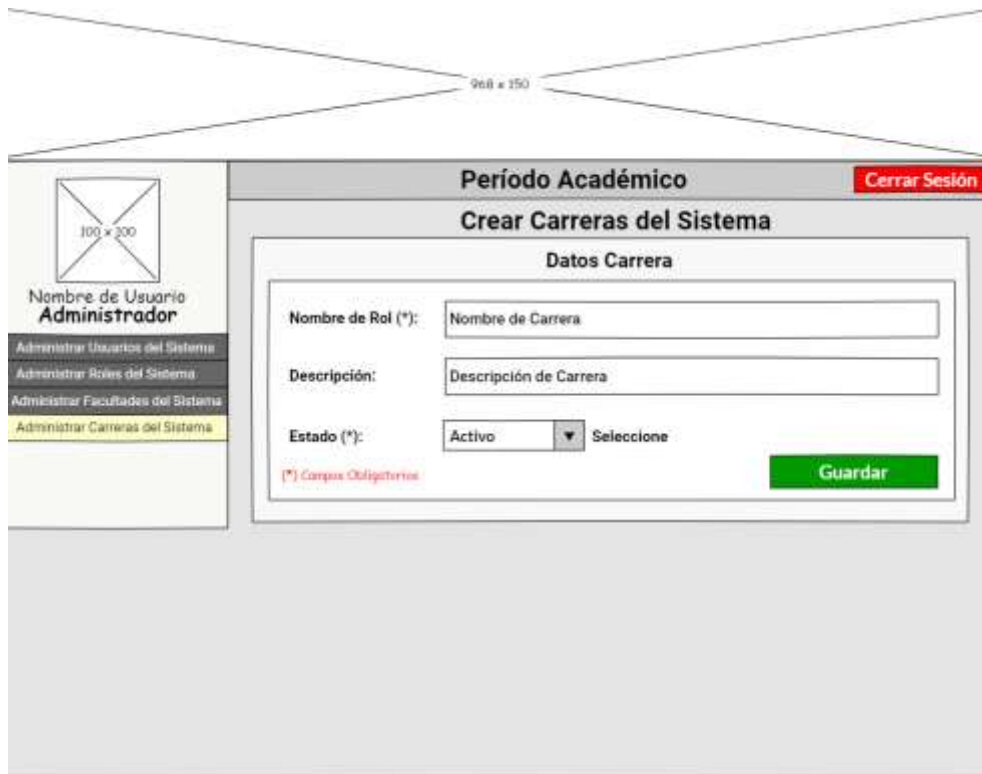 968 x 150
Período Académico
Cerrar Sesión
100 x 100
Nombre de Usuario
Administrador
Administrar Usuarios del Sistema
Administrar Roles del Sistema
Administrar Facultades del Sistema
Administrar Carreras del Sistema
Crear Carreras del Sistema
Datos Carrera
Nombre de Rol (*): Nombre de Carrera
Descripción: Descripción de Carrera
Estado (*): Activo ▼ Seleccione
(*) Campos Obligatorios
Guardar